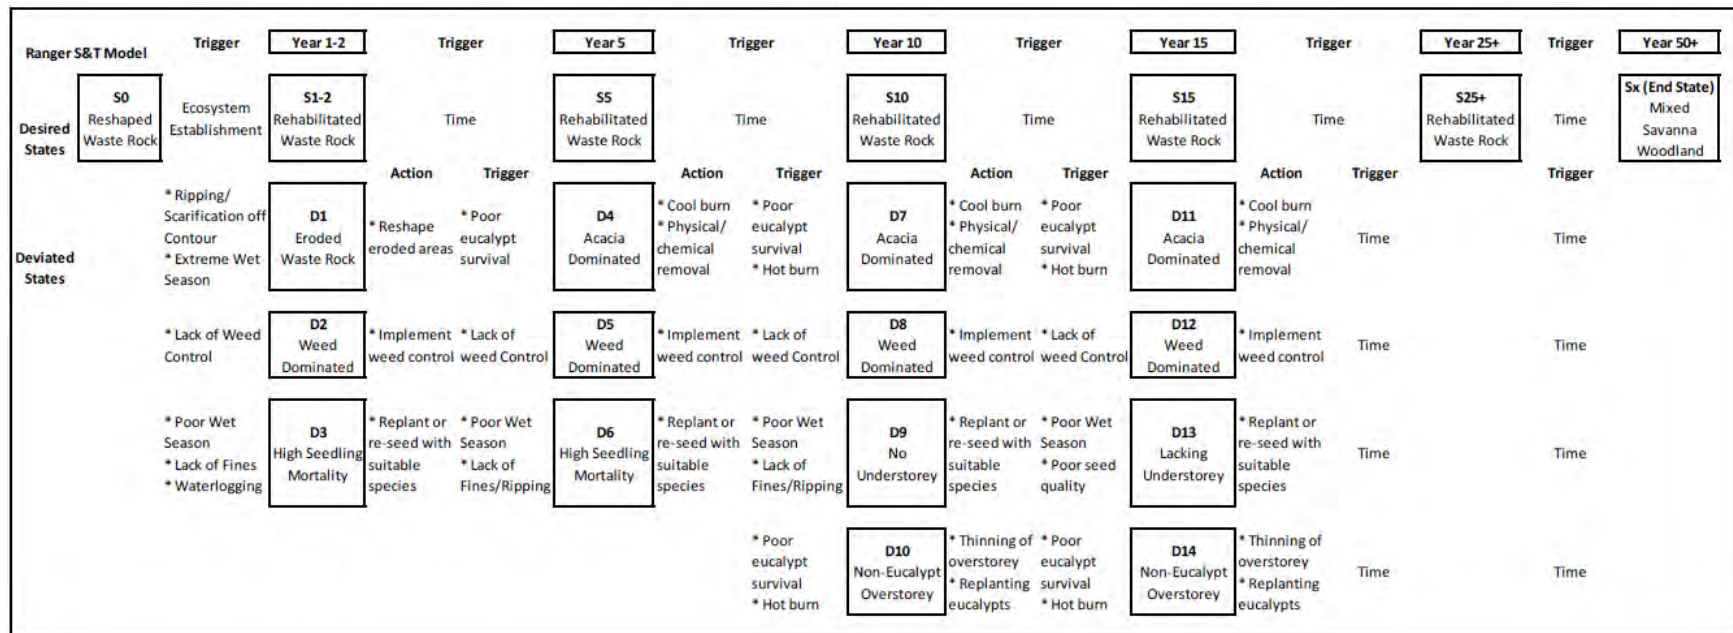 Ranger S&T Model
Trigger
Year 1-2
Trigger
Year 5
Trigger
Year 10
Trigger
Year 15
Trigger
Year 25+
Trigger
Year 50+
Desired
States
S0
Reshaped
Waste Rock
Ecosystem
Establishment
S1-2
Rehabilitated
Waste Rock
Time
S5
Rehabilitated
Waste Rock
Time
S10
Rehabilitated
Waste Rock
Time
S15
Rehabilitated
Waste Rock
Time
S25+
Rehabilitated
Waste Rock
Time
Sx (End State)
Mixed
Savanna
Woodland
Action
Trigger
Action
Trigger
Action
Trigger
Action
Trigger
Trigger
Deviated
States
* Ripping/
Scarification off
Contour
* Extreme Wet
Season
D1
Eroded
Waste Rock
* Reshape
eroded areas
* Poor
eucalypt
survival
D4
Acacia
Dominated
* Cool burn
* Physical/
chemical
removal
* Poor
eucalypt
survival
* Hot burn
D7
Acacia
Dominated
* Cool burn
* Physical/
chemical
removal
* Poor
eucalypt
survival
* Hot burn
D11
Acacia
Dominated
* Cool burn
* Physical/
chemical
removal
Time
Time
* Lack of Weed
Control
D2
Weed
Dominated
* Implement
weed control
* Lack of
weed Control
D5
Weed
Dominated
* Implement
weed control
* Lack of
weed Control
D8
Weed
Dominated
* Implement
weed control
* Lack of
weed Control
D12
Weed
Dominated
* Implement
weed control
Time
Time
* Poor Wet
Season
* Lack of Fines
* Waterlogging
D3
High Seedling
Mortality
* Replant or
re-seed with
suitable
species
* Poor Wet
Season
* Lack of
Fines/Ripping
D6
High Seedling
Mortality
* Replant or
re-seed with
suitable
species
* Poor Wet
Season
* Lack of
Fines/Ripping
D9
No
Understorey
* Replant or
re-seed with
suitable
species
* Poor Wet
Season
* Poor seed
quality
D13
Lacking
Understorey
* Replant or
re-seed with
suitable
species
Time
Time
* Poor
eucalypt
survival
* Hot burn
D10
Non-Eucalypt
Overstorey
* Thinning of
overstorey
* Replanting
eucalypts
* Poor
eucalypt
survival
* Hot burn
D14
Non-Eucalypt
Overstorey
* Thinning of
overstorey
* Replanting
eucalypts
Time
Time